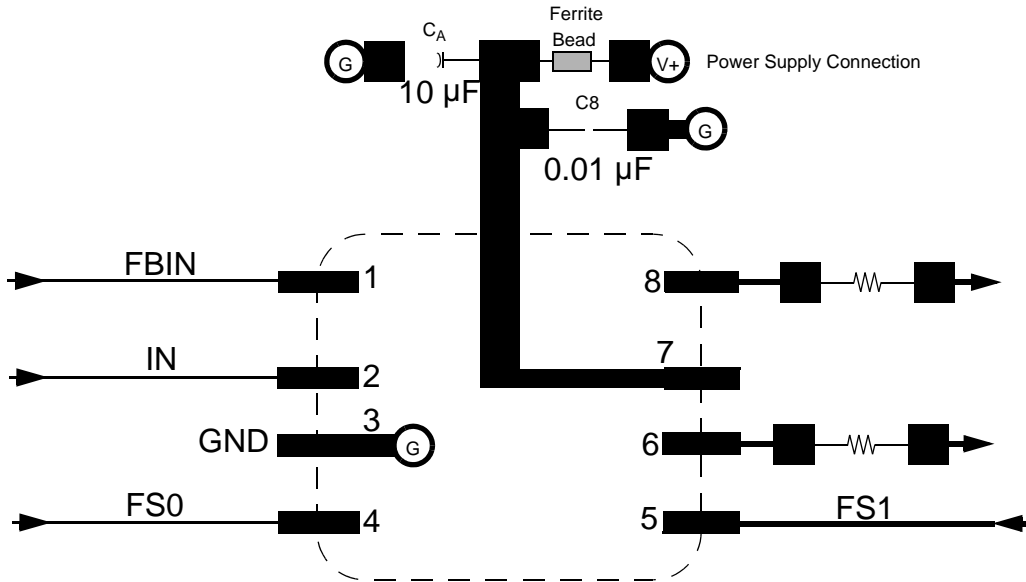 Ferrite
Bead
C_A
G
V+
Power Supply Connection
10 µF
C8
G
0.01 µF
FBIN
1
8
IN
2
7
GND
3
G
6
FS0
4
5
FS1